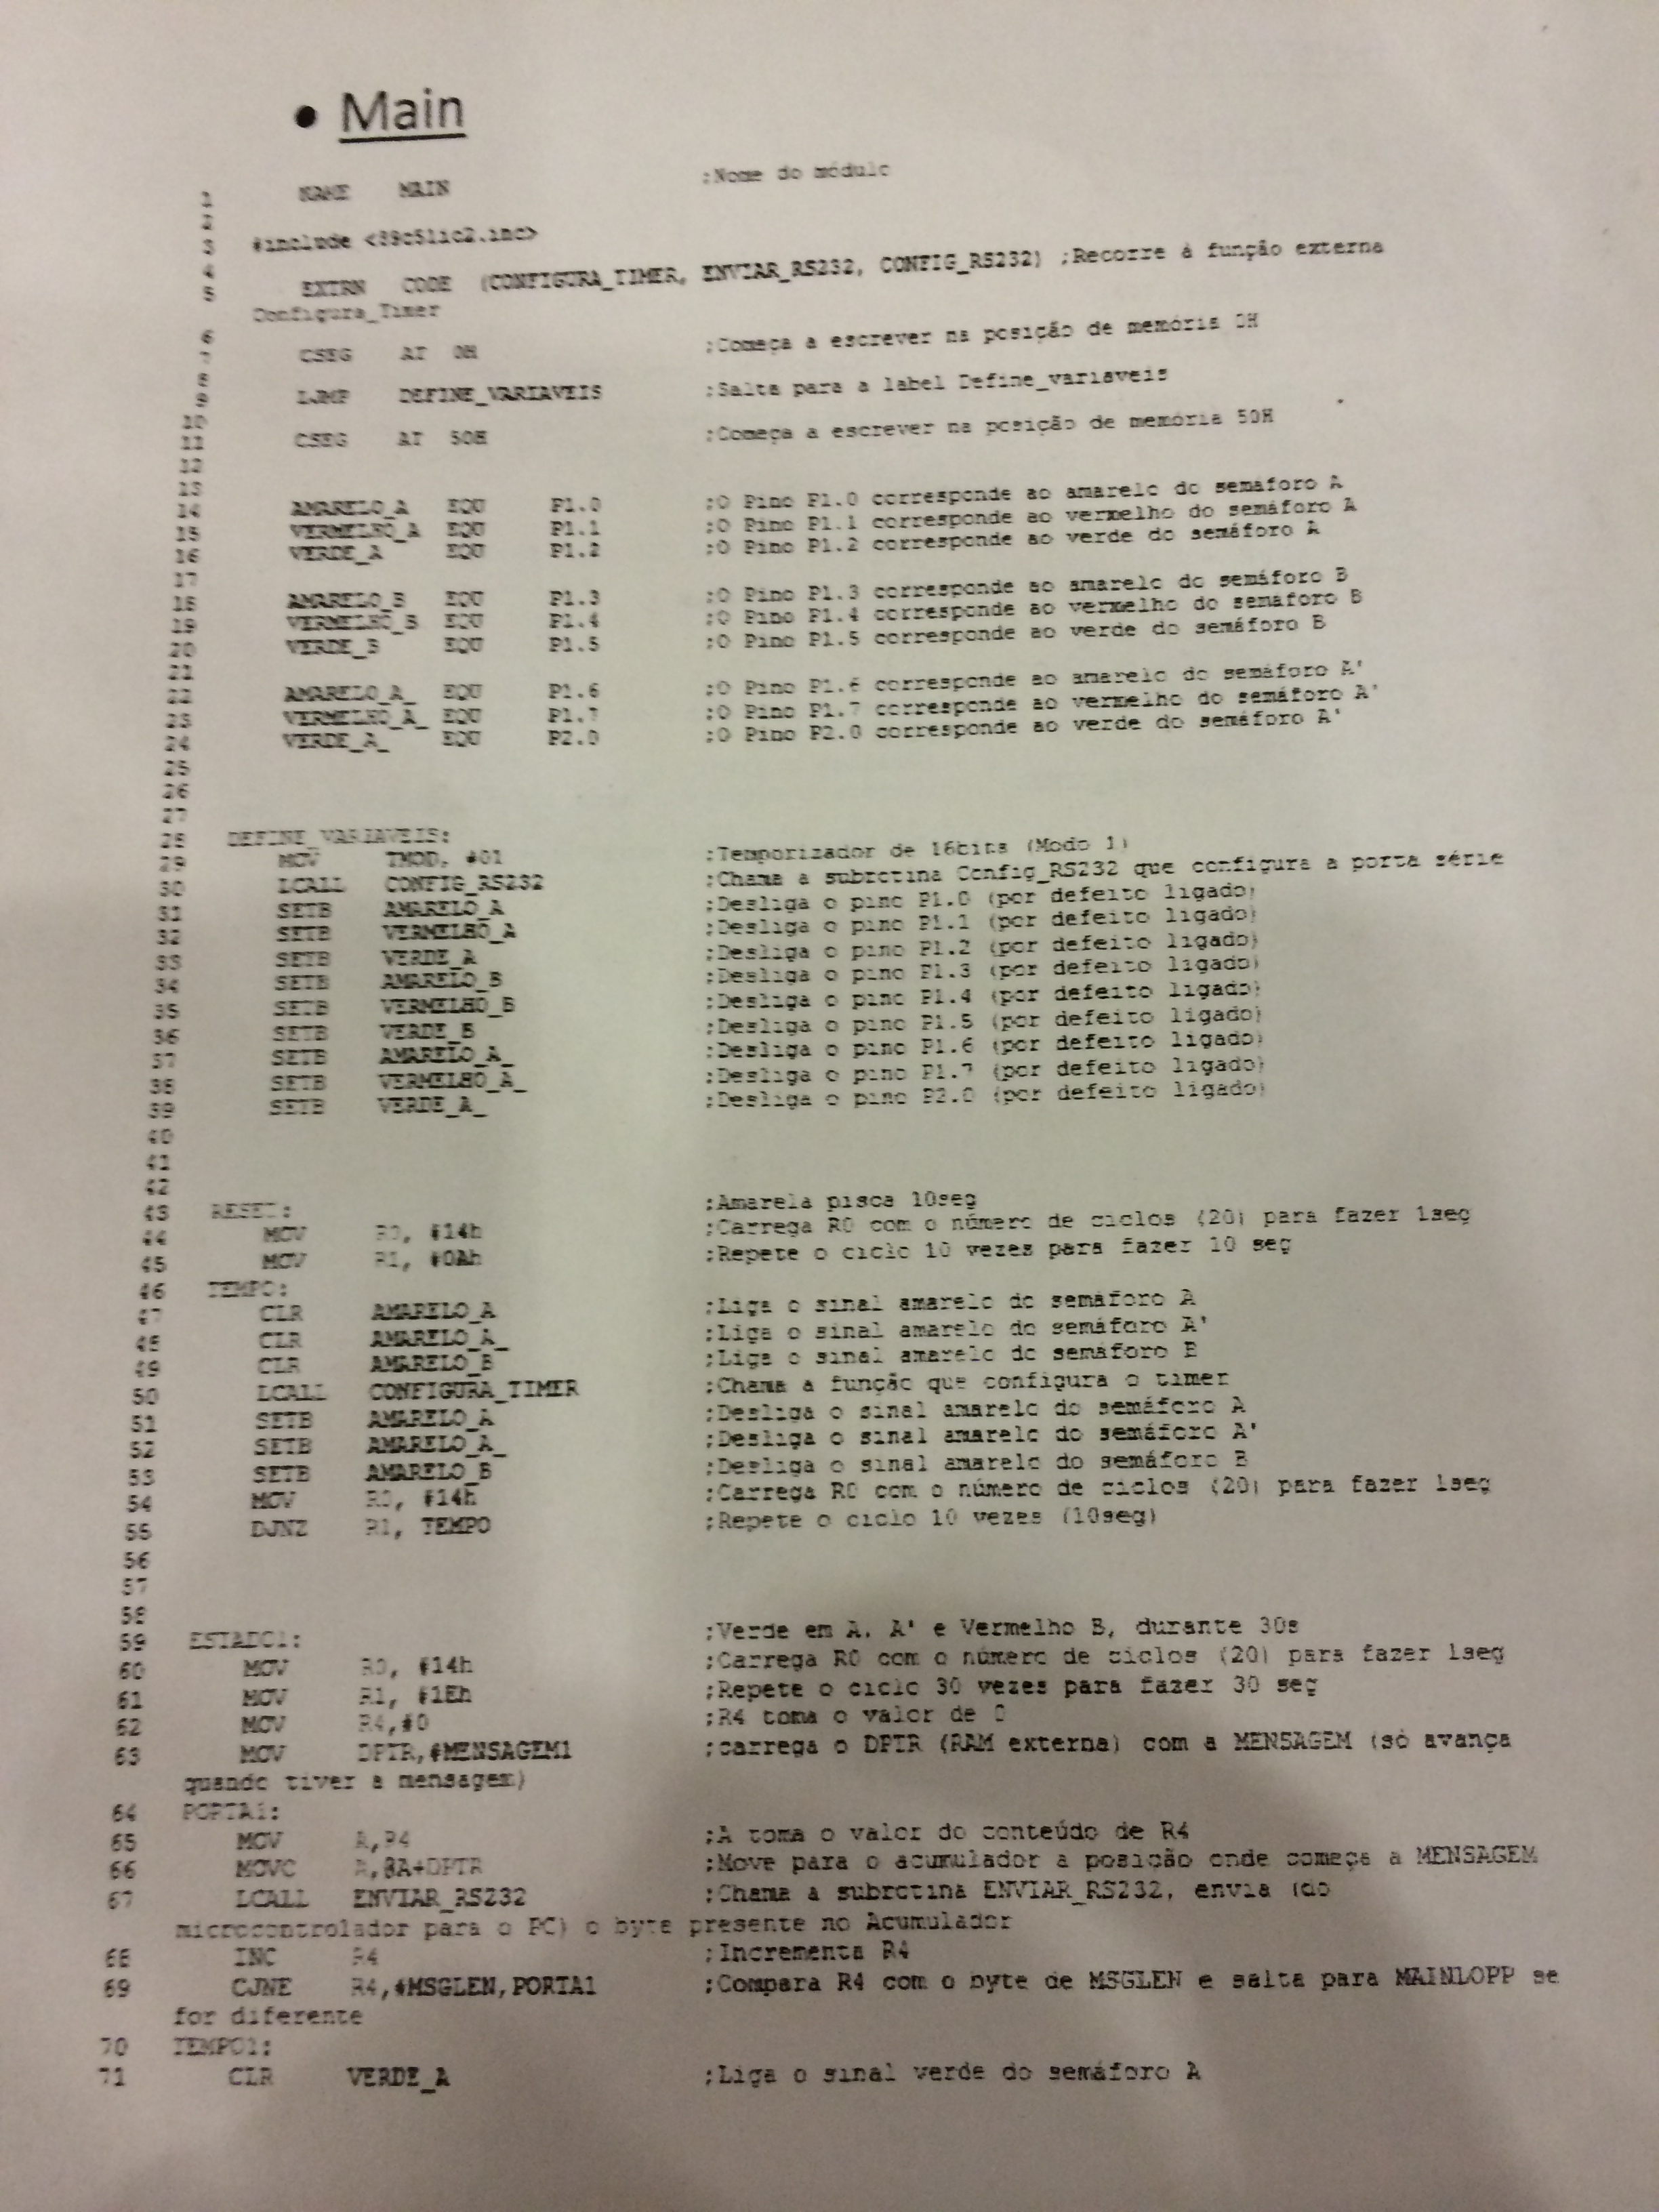 • Main
1 NAME MAIN ;Nome do módulo
2
3 #include <89c51ic2.inc>
4
5 EXTRN CODE (CONFIGURA_TIMER, ENVIAR_RS232, CONFIG_RS232) ;Recorre à função externa
Configura_Timer
6
7 CSEG AT 0H ;Começa a escrever na posição de memória 0H
8
9 LJMP DEFINE_VARIAVEIS ;Salta para a label Define_variaveis
10
11 CSEG AT 50H ;Começa a escrever na posição de memória 50H
12
13
14 AMARELO_A EQU P1.0 ;O Pino P1.0 corresponde ao amarelo do semáforo A
15 VERMELHO_A EQU P1.1 ;O Pino P1.1 corresponde ao vermelho do semáforo A
16 VERDE_A EQU P1.2 ;O Pino P1.2 corresponde ao verde do semáforo A
17
18 AMARELO_B EQU P1.3 ;O Pino P1.3 corresponde ao amarelo do semáforo B
19 VERMELHO_B EQU P1.4 ;O Pino P1.4 corresponde ao vermelho do semáforo B
20 VERDE_B EQU P1.5 ;O Pino P1.5 corresponde ao verde do semáforo B
21
22 AMARELO_A_ EQU P1.6 ;O Pino P1.6 corresponde ao amarelo do semáforo A'
23 VERMELHO_A_ EQU P1.7 ;O Pino P1.7 corresponde ao vermelho do semáforo A'
24 VERDE_A_ EQU P2.0 ;O Pino P2.0 corresponde ao verde do semáforo A'
25
26
27
28 DEFINE_VARIAVEIS:
29 MOV TMOD, #01 ;Temporizador de 16bits (Modo 1)
30 LCALL CONFIG_RS232 ;Chama a subrotina Config_RS232 que configura a porta série
31 SETB AMARELO_A ;Desliga o pino P1.0 (por defeito ligado)
32 SETB VERMELHO_A ;Desliga o pino P1.1 (por defeito ligado)
33 SETB VERDE_A ;Desliga o pino P1.2 (por defeito ligado)
34 SETB AMARELO_B ;Desliga o pino P1.3 (por defeito ligado)
35 SETB VERMELHO_B ;Desliga o pino P1.4 (por defeito ligado)
36 SETB VERDE_B ;Desliga o pino P1.5 (por defeito ligado)
37 SETB AMARELO_A_ ;Desliga o pino P1.6 (por defeito ligado)
38 SETB VERMELHO_A_ ;Desliga o pino P1.7 (por defeito ligado)
39 SETB VERDE_A_ ;Desliga o pino P2.0 (por defeito ligado)
40
41
42
43 RESET: ;Amarela pisca 10seg
44 MOV R0, #14h ;Carrega R0 com o número de ciclos (20) para fazer 1seg
45 MOV R1, #0Ah ;Repete o ciclo 10 vezes para fazer 10 seg
46 TEMPO:
47 CLR AMARELO_A ;Liga o sinal amarelo do semáforo A
48 CLR AMARELO_A_ ;Liga o sinal amarelo do semáforo A'
49 CLR AMARELO_B ;Liga o sinal amarelo do semáforo B
50 LCALL CONFIGURA_TIMER ;Chama a função que configura o timer
51 SETB AMARELO_A ;Desliga o sinal amarelo do semáforo A
52 SETB AMARELO_A_ ;Desliga o sinal amarelo do semáforo A'
53 SETB AMARELO_B ;Desliga o sinal amarelo do semáforo B
54 MOV R0, #14h ;Carrega R0 com o número de ciclos (20) para fazer 1seg
55 DJNZ R1, TEMPO ;Repete o ciclo 10 vezes (10seg)
56
57
58
59 ESTADO1: ;Verde em A, A' e Vermelho B, durante 30s
60 MOV R0, #14h ;Carrega R0 com o número de ciclos (20) para fazer 1seg
61 MOV R1, #1Eh ;Repete o ciclo 30 vezes para fazer 30 seg
62 MOV R4,#0 ;R4 toma o valor de 0
63 MOV DPTR,#MENSAGEM1 ;carrega o DPTR (RAM externa) com a MENSAGEM (só avança
quando tiver a mensagem)
64 PORTA1:
65 MOV A,R4 ;A toma o valor do conteúdo de R4
66 MOVC A,@A+DPTR ;Move para o acumulador a posição onde começa a MENSAGEM
67 LCALL ENVIAR_RS232 ;Chama a subrotina ENVIAR_RS232, envia (do
microcontrolador para o PC) o byte presente no Acumulador
68 INC R4 ;Incrementa R4
69 CJNE R4,#MSGLEN,PORTA1 ;Compara R4 com o byte de MSGLEN e salta para MAINLOPP se
for diferente
70 TEMPO1:
71 CLR VERDE_A ;Liga o sinal verde do semáforo A